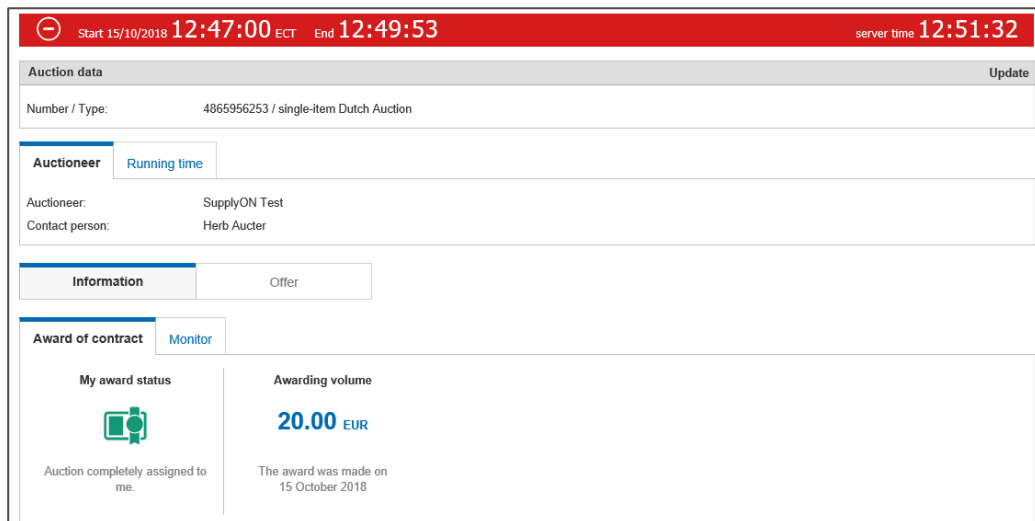 Start 15/10/2018 12:47:00 ECT End 12:49:53 server time 12:51:32
Auction data Update
Number / Type: 4865956253 / single-item Dutch Auction
Auctioneer Running time
Auctioneer: SupplyON Test
Contact person: Herb Aucter
Information Offer
Award of contract Monitor
My award status Awarding volume
20.00 EUR
Auction completely assigned to The award was made on
me. 15 October 2018